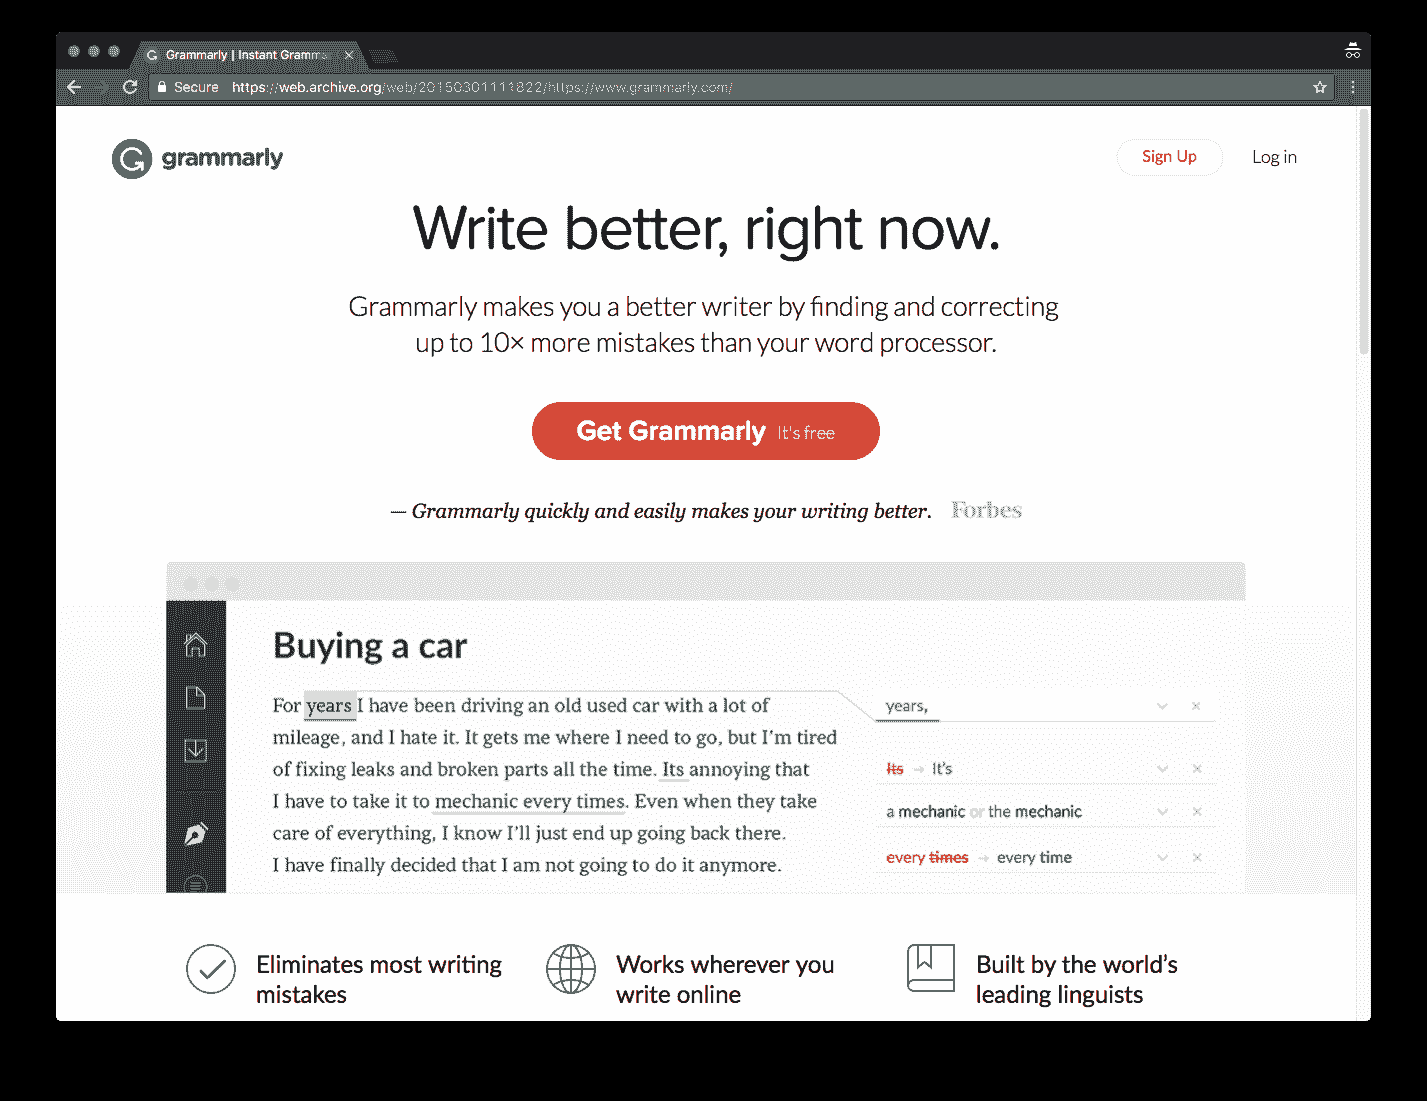 Grammarly | Instant Gramm
Secure https://web.archive.org/web/20150301111822/https://www.grammarly.com/
grammarly
Sign Up
Log in
Write better, right now.
Grammarly makes you a better writer by finding and correcting
up to 10× more mistakes than your word processor.
Get Grammarly It's free
— Grammarly quickly and easily makes your writing better. Forbes
Buying a car
For years I have been driving an old used car with a lot of
mileage, and I hate it. It gets me where I need to go, but I'm tired
of fixing leaks and broken parts all the time. Its annoying that
I have to take it to mechanic every times. Even when they take
care of everything, I know I'll just end up going back there.
I have finally decided that I am not going to do it anymore.
years,
Its → It's
a mechanic or the mechanic
every times → every time
Eliminates most writing
mistakes
Works wherever you
write online
Built by the world's
leading linguists